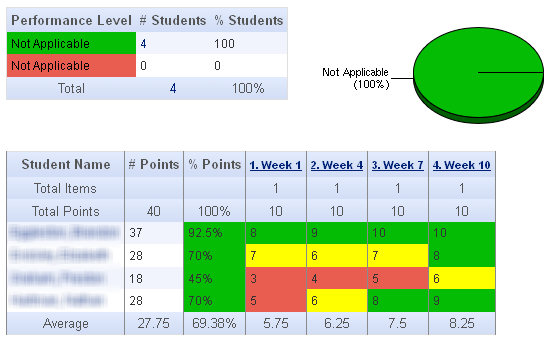 Performance Level # Students % Students
Not Applicable 4 100
Not Applicable 0 0
Total 4 100%
Not Applicable
(100%)
Student Name # Points % Points 1. Week 1 2. Week 4 3. Week 7 4. Week 10
Total Items 1 1 1 1
Total Points 40 100% 10 10 10 10
37 92.5% 8 9 10 10
28 70% 7 6 7 8
18 45% 3 4 5 6
28 70% 5 6 8 9
Average 27.75 69.38% 5.75 6.25 7.5 8.25